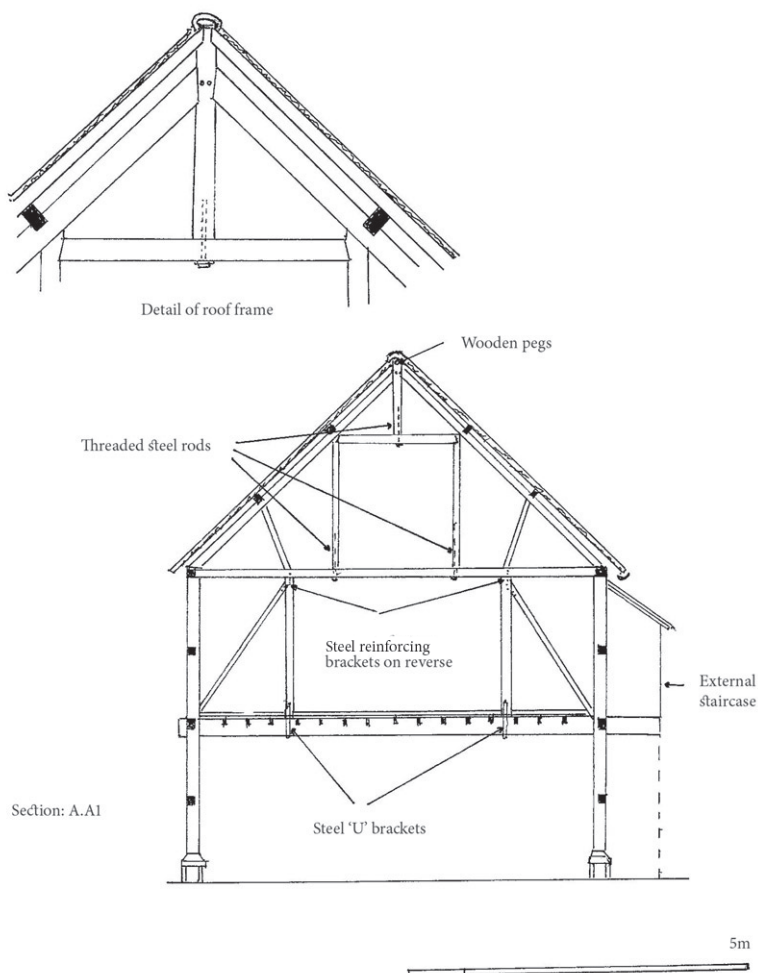 Detail of roof frame
Wooden pegs
Threaded steel rods
Steel reinforcing
brackets on reverse
External
staircase
Section: A.A1
Steel ‘U’ brackets
5m